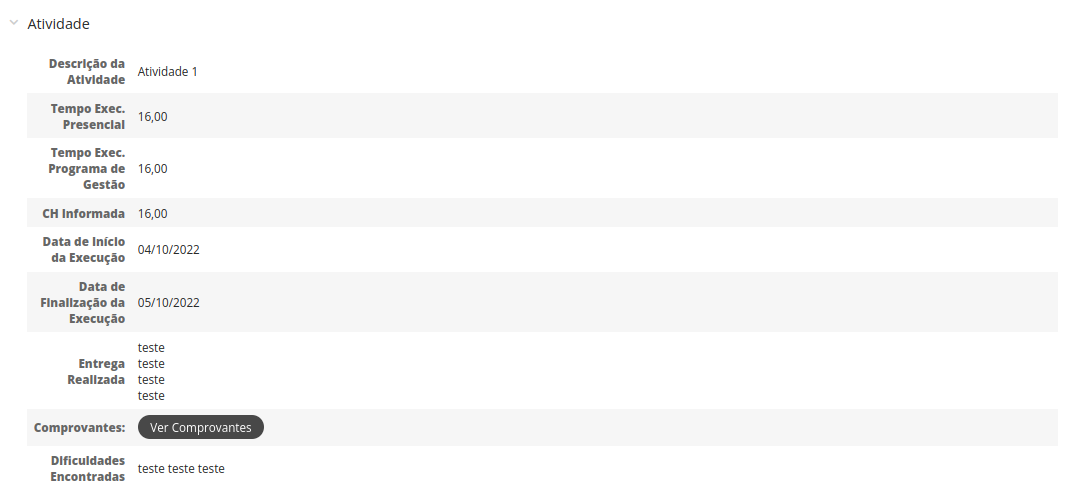 Atividade
Descrição da
Atividade
Atividade 1
Tempo Exec.
Presencial
16,00
Tempo Exec.
Programa de
Gestão
16,00
CH Informada
16,00
Data de Início
da Execução
04/10/2022
Data de
Finalização da
Execução
05/10/2022
Entrega
Realizada
teste
teste
teste
teste
Comprovantes:
Ver Comprovantes
Dificuldades
Encontradas
teste teste teste